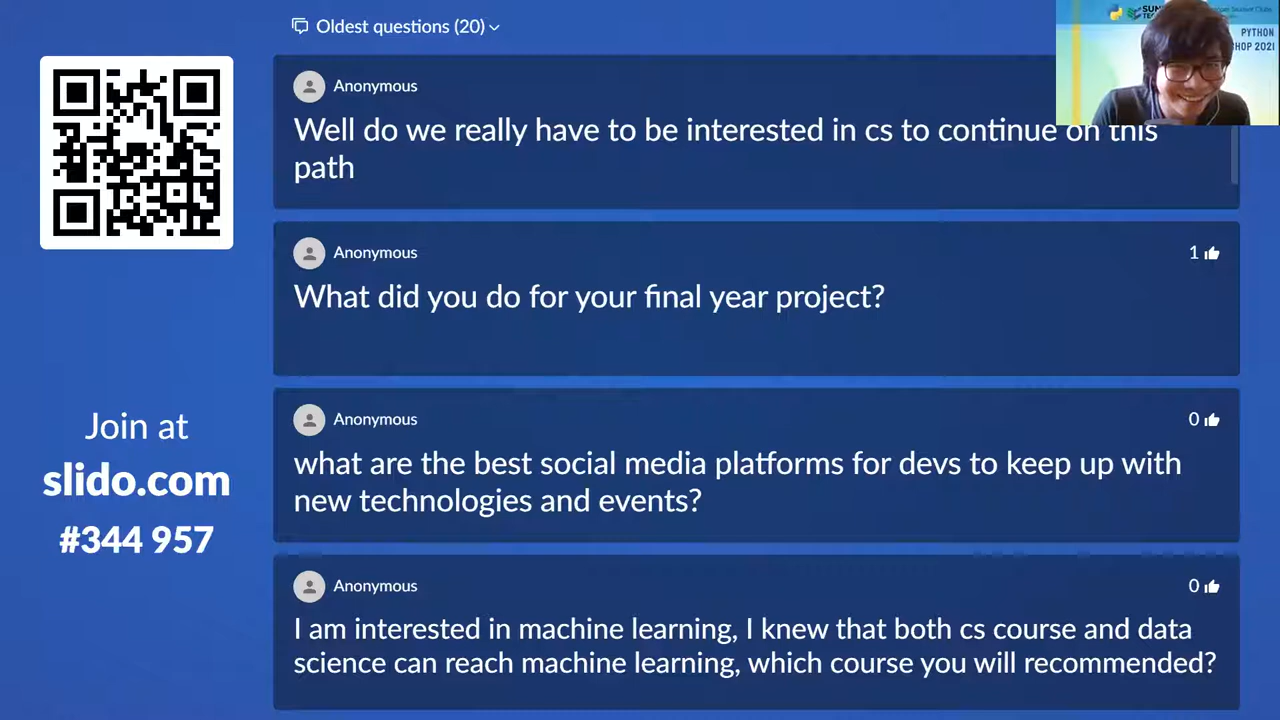 Oldest questions (20)
Anonymous
Well do we really have to be interested in cs to continue on this
path
Anonymous
1
What did you do for your final year project?
Anonymous
0
what are the best social media platforms for devs to keep up with
new technologies and events?
Anonymous
0
I am interested in machine learning, I knew that both cs course and data
science can reach machine learning, which course you will recommended?
Join at
slido.com
#344 957
PYTHON
2021